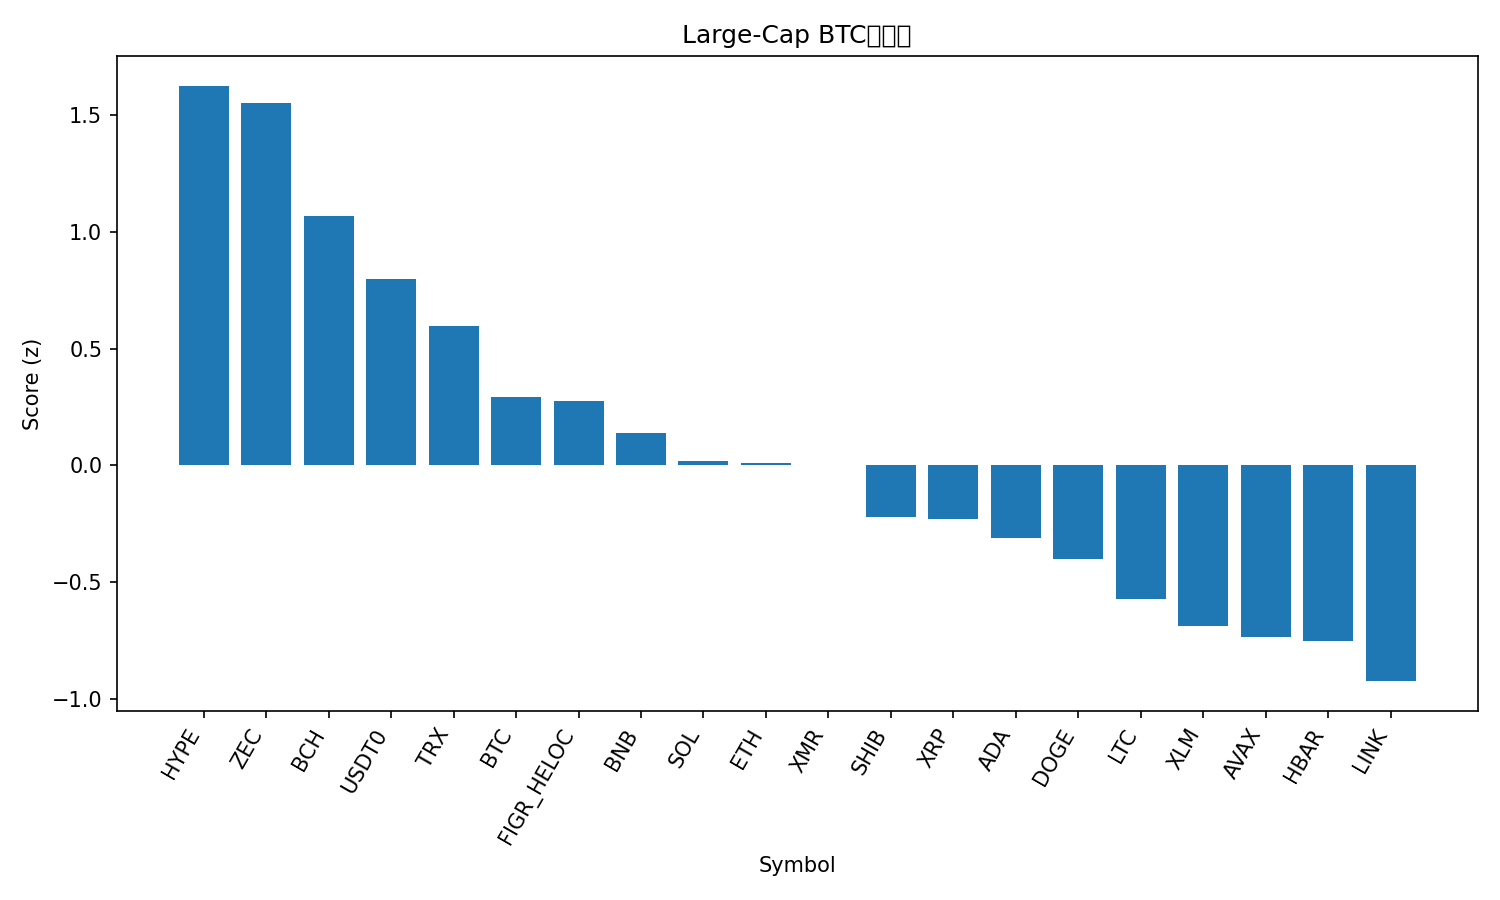 Large-Cap BTC
Score (z)
1.5
1.0
0.5
0.0
−0.5
−1.0
HYPE
ZEC
BCH
USDT0
TRX
BTC
FIGR_HELOC
BNB
SOL
ETH
XMR
SHIB
XRP
ADA
DOGE
LTC
XLM
AVAX
HBAR
LINK
Symbol